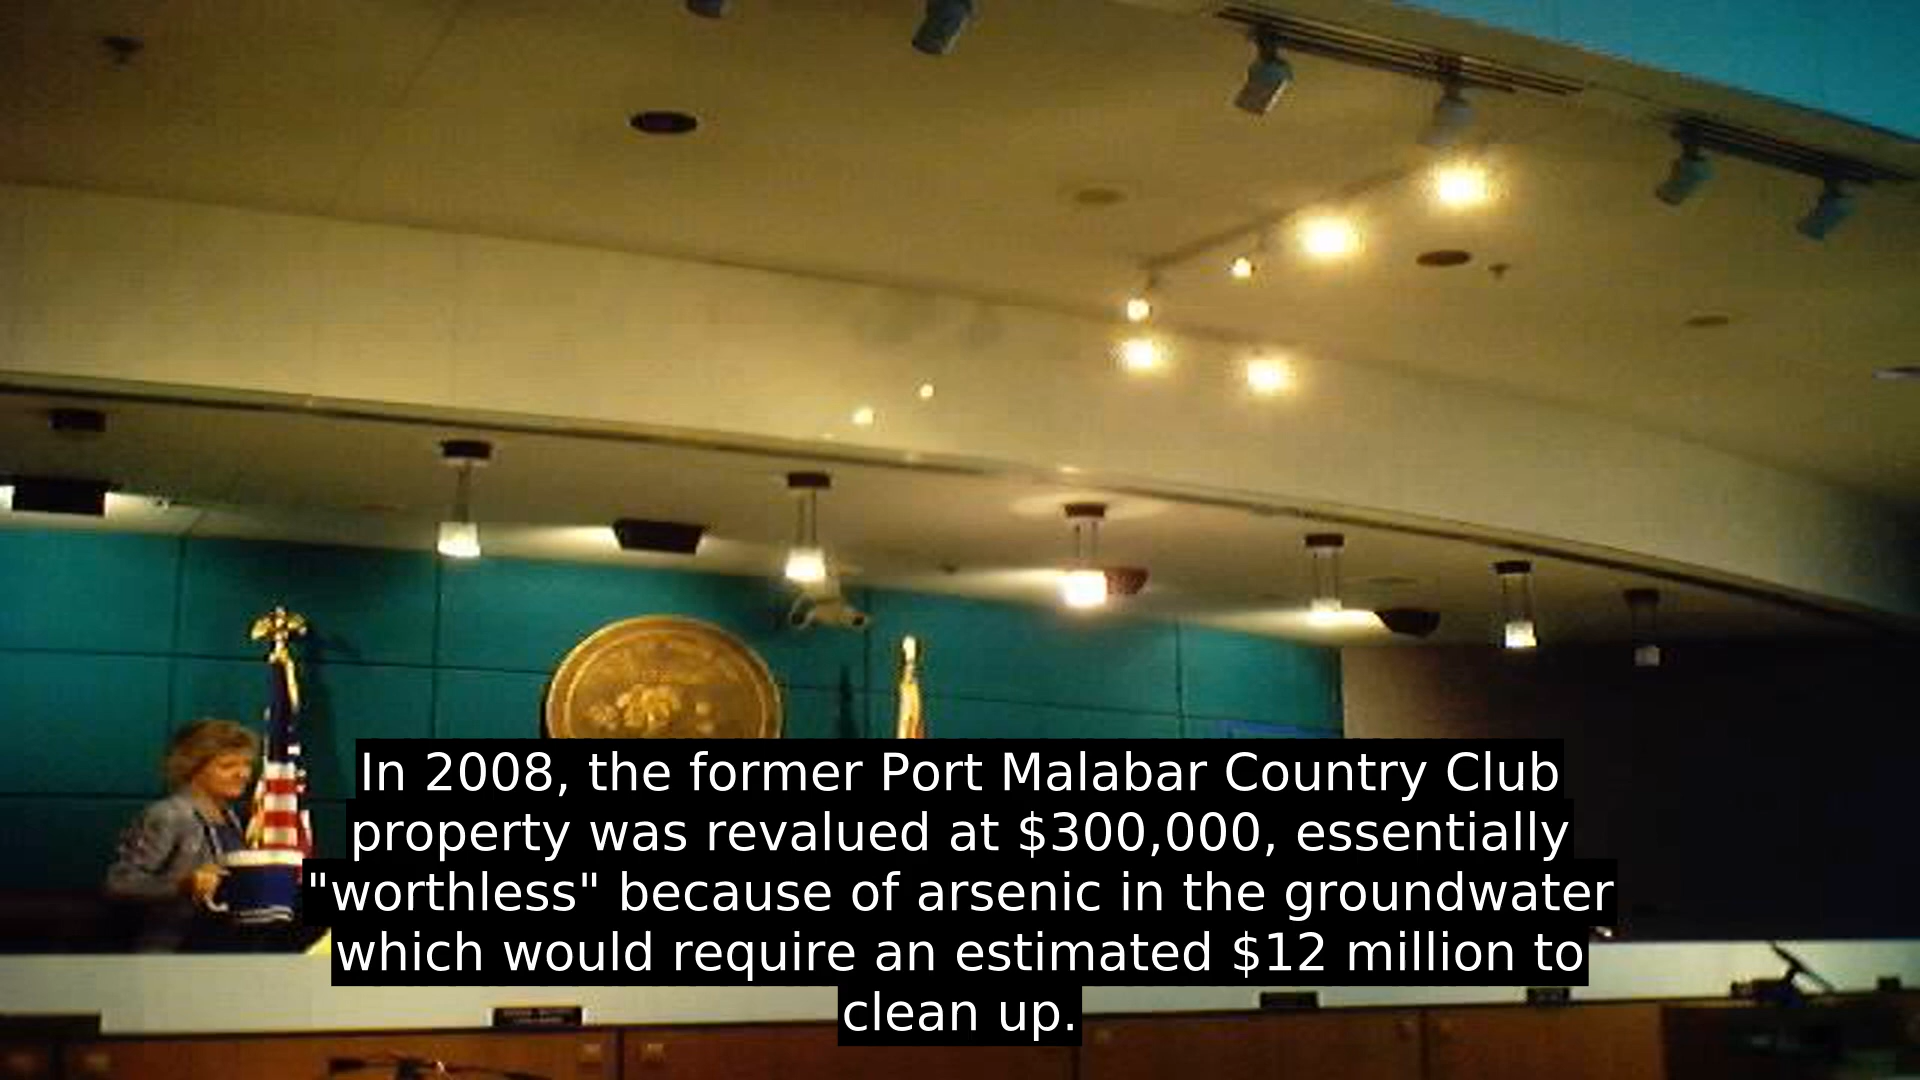 In 2008, the former Port Malabar Country Club
property was revalued at $300,000, essentially
"worthless" because of arsenic in the groundwater
which would require an estimated $12 million to
clean up.